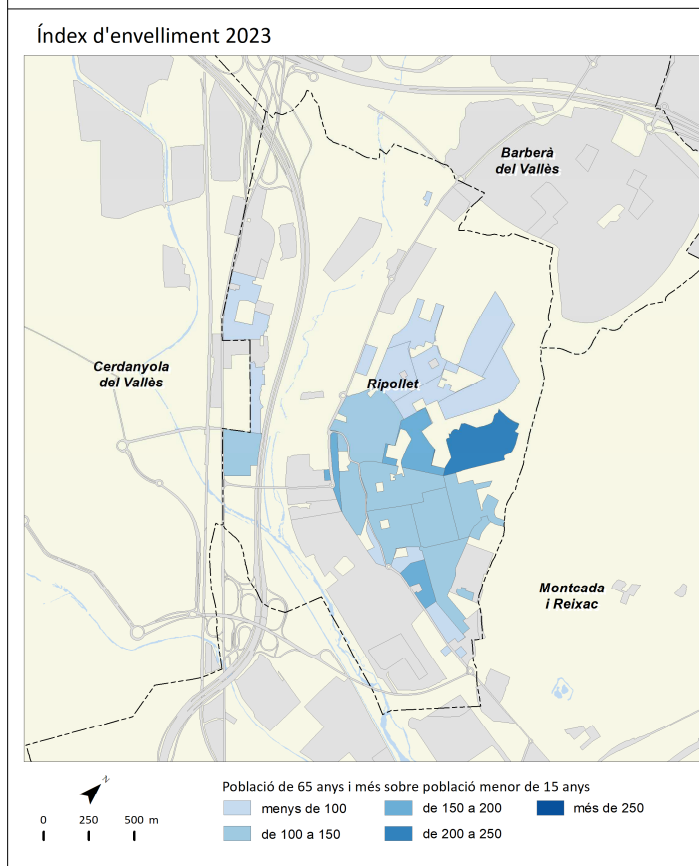 Índex d'envelliment 2023
Barberà
del Vallès
Cerdanyola
del Vallès
Ripollet
Montcada
i Reixac
N
0 250 500 m
Població de 65 anys i més sobre població menor de 15 anys
menys de 100
de 150 a 200
més de 250
de 100 a 150
de 200 a 250